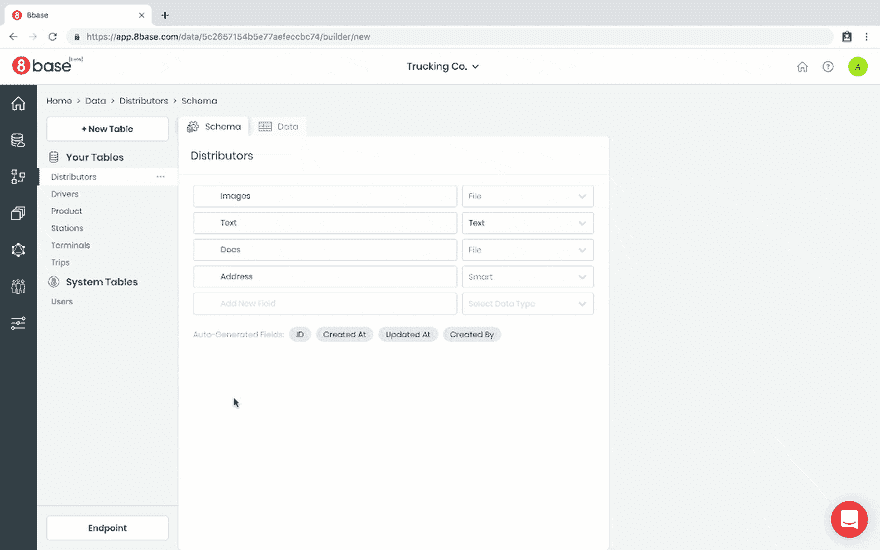 8base
https://app.8base.com/data/5c2657154b5e77aefeccbc74/builder/new
8base [beta]
Trucking Co.
A
Home > Data > Distributors > Schema
+ New Table
Schema
Data
Your Tables
Distributors
Distributors
...
Drivers
Product
Stations
Terminals
Trips
System Tables
Users
Images
File
Text
Text
Docs
File
Address
Smart
Add New Field
Select Data Type
Auto-Generated Fields: ID Created At Updated At Created By
Endpoint